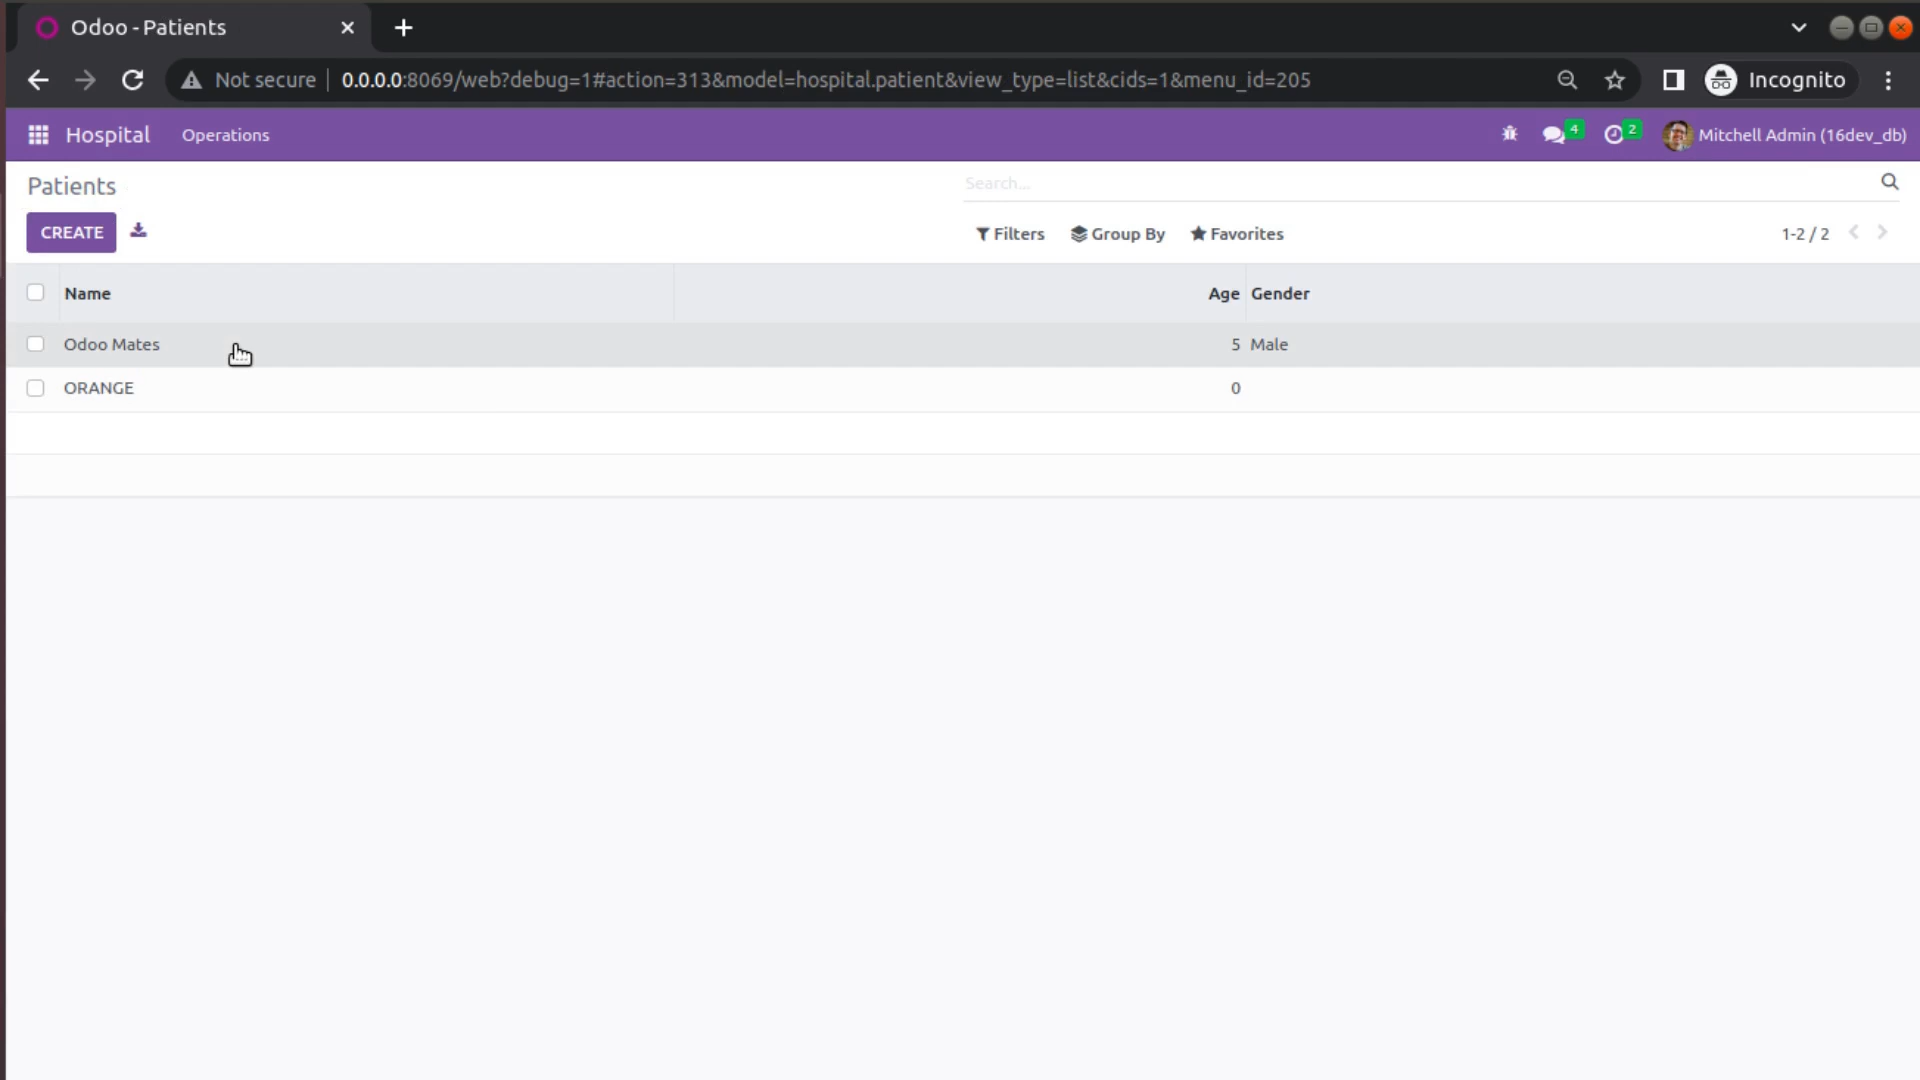 Odoo - Patients
Not secure 0.0.0.0:8069/web?debug=1#action=313&model=hospital.patient&view_type=list&cids=1&menu_id=205 Incognito
Hospital Operations 4 2 Mitchell Admin (16dev_db)
Patients Search...
CREATE Filters Group By Favorites 1-2 / 2
Name Age Gender
Odoo Mates 5 Male
ORANGE 0